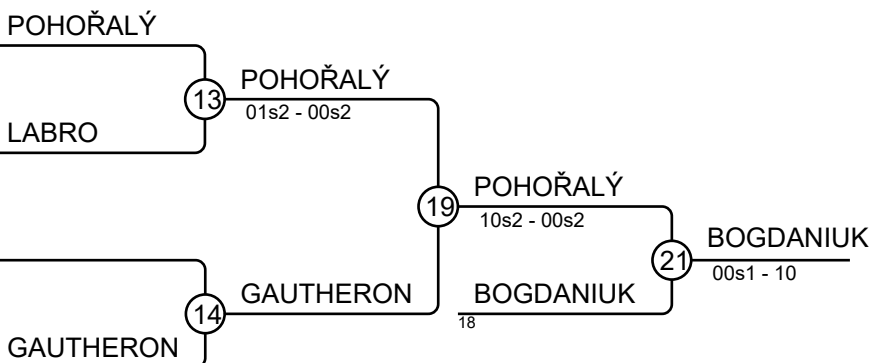 POHOŘALÝ
13
POHOŘALÝ
01s2 - 00s2
LABRO
19
POHOŘALÝ
10s2 - 00s2
21
BOGDANIUK
00s1 - 10
14
GAUTHERON
BOGDANIUK
18
GAUTHERON